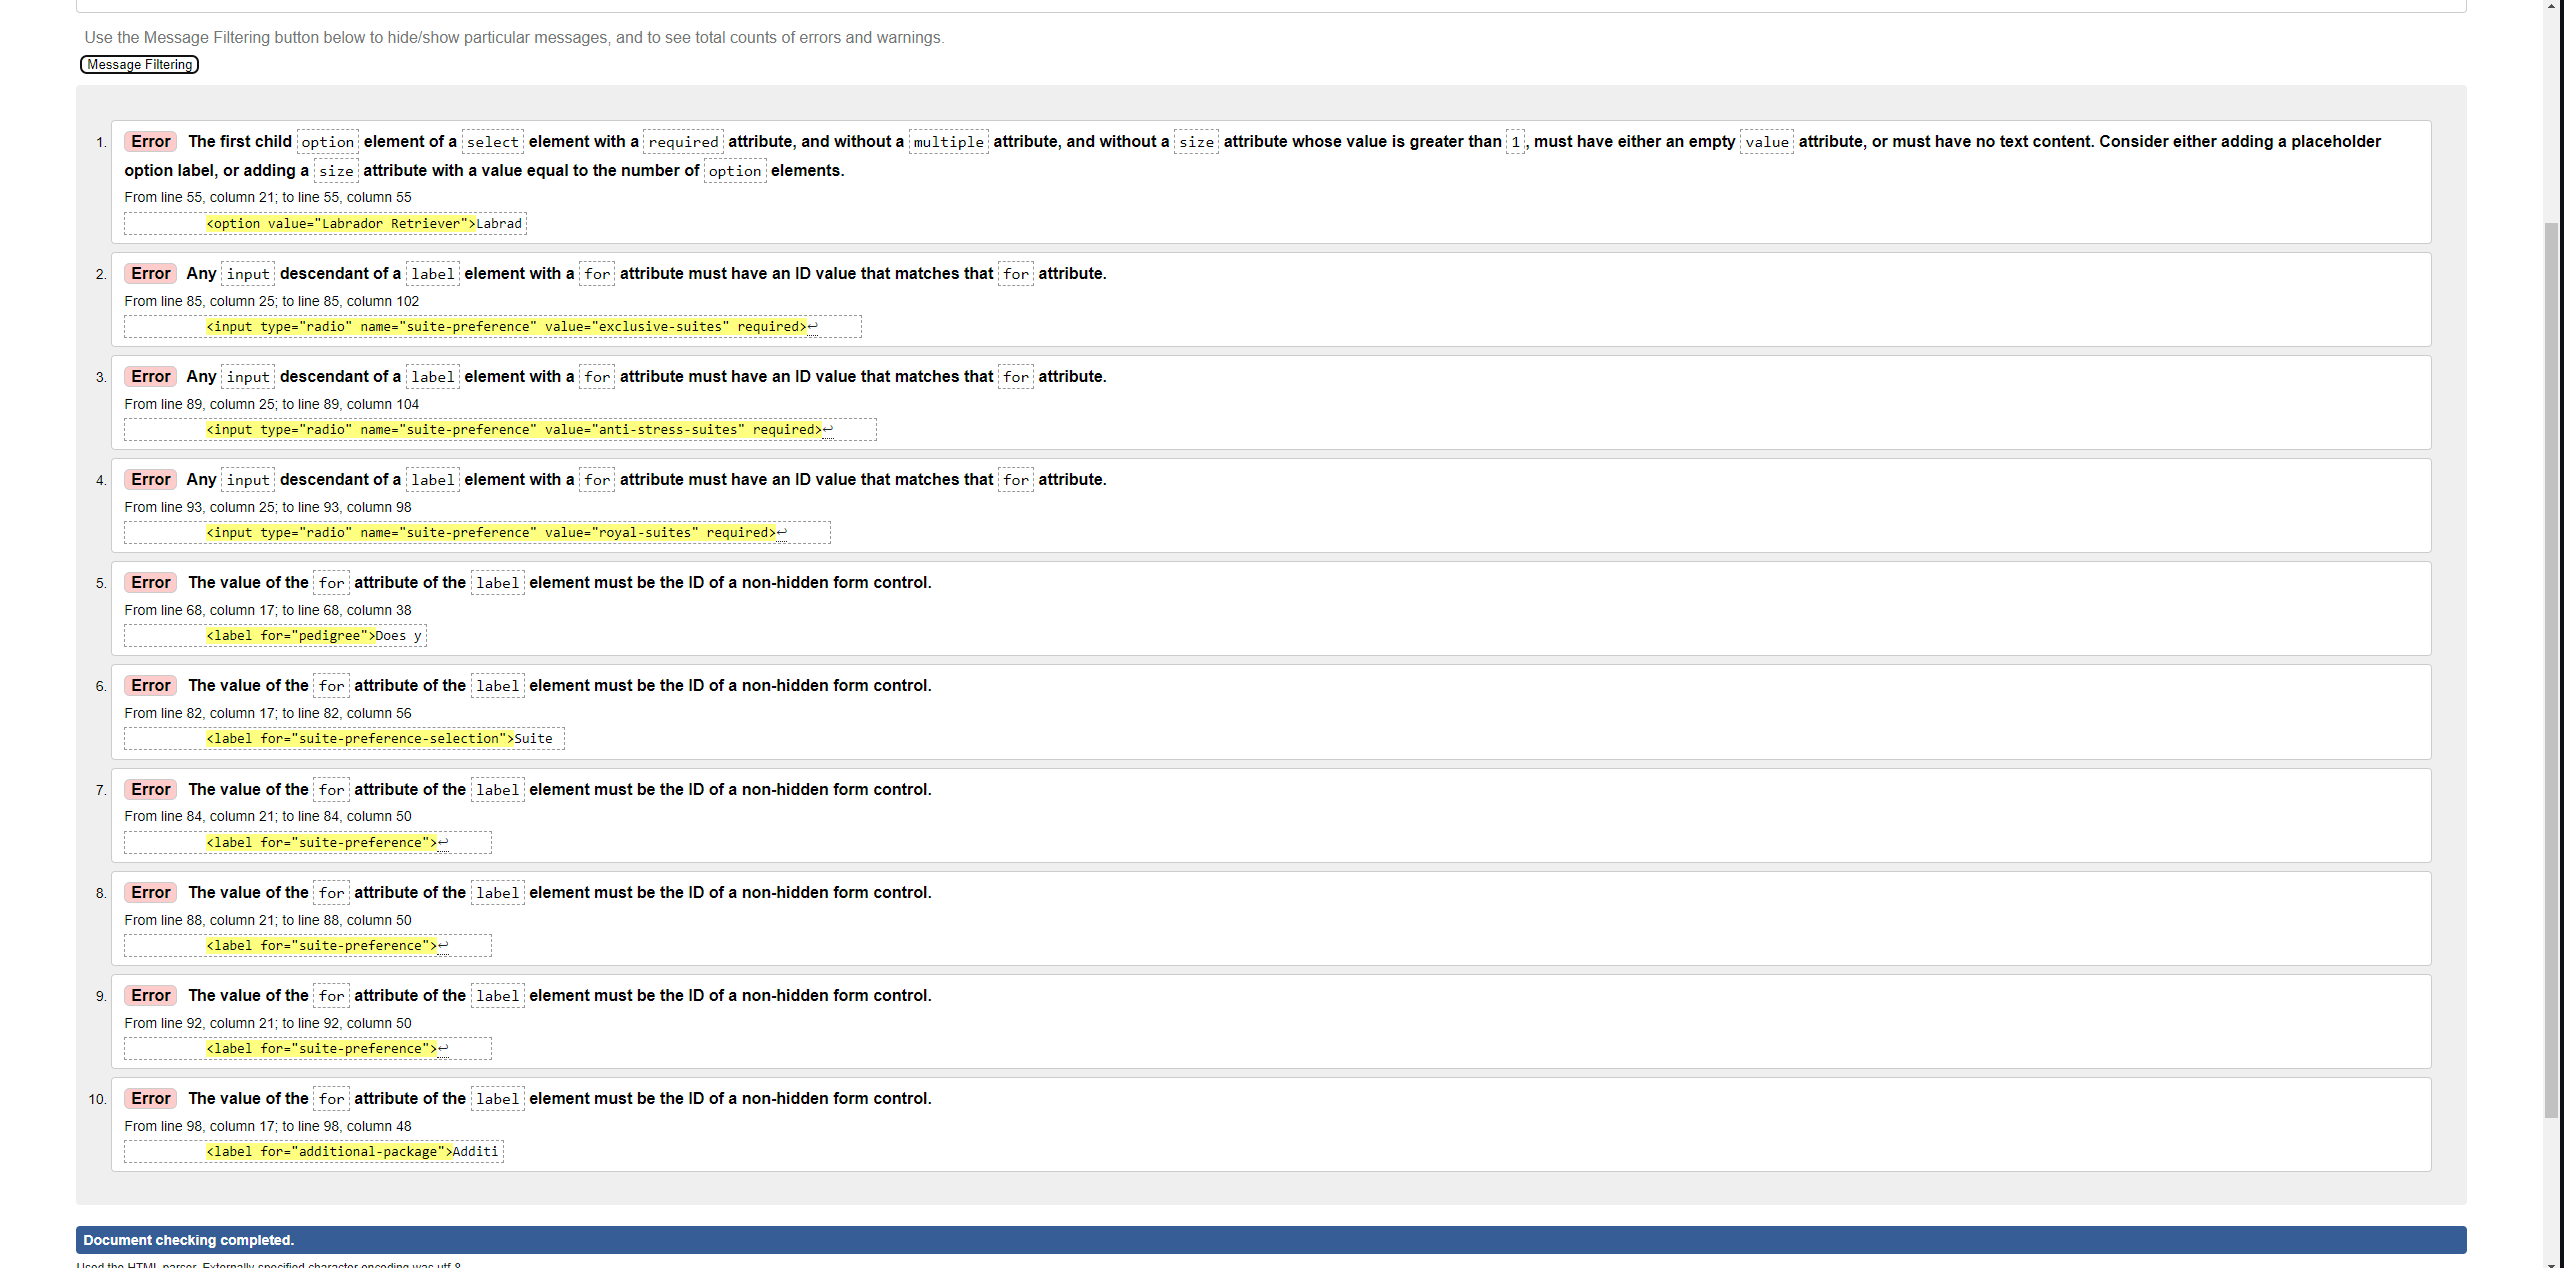 Use the Message Filtering button below to hide/show particular messages, and to see total counts of errors and warnings.
Message Filtering
1. Error The first child option element of a select element with a required attribute, and without a multiple attribute, and without a size attribute whose value is greater than 1, must have either an empty value attribute, or must have no text content. Consider either adding a placeholder
option label, or adding a size attribute with a value equal to the number of option elements.
From line 55, column 21; to line 55, column 55
<option value="Labrador Retriever">Labrad
2. Error Any input descendant of a label element with a for attribute must have an ID value that matches that for attribute.
From line 85, column 25; to line 85, column 102
<input type="radio" name="suite-preference" value="exclusive-suites" required>↩
3. Error Any input descendant of a label element with a for attribute must have an ID value that matches that for attribute.
From line 89, column 25; to line 89, column 104
<input type="radio" name="suite-preference" value="anti-stress-suites" required>↩
4. Error Any input descendant of a label element with a for attribute must have an ID value that matches that for attribute.
From line 93, column 25; to line 93, column 98
<input type="radio" name="suite-preference" value="royal-suites" required>↩
5. Error The value of the for attribute of the label element must be the ID of a non-hidden form control.
From line 68, column 17; to line 68, column 38
<label for="pedigree">Does y
6. Error The value of the for attribute of the label element must be the ID of a non-hidden form control.
From line 82, column 17; to line 82, column 56
<label for="suite-preference-selection">Suite
7. Error The value of the for attribute of the label element must be the ID of a non-hidden form control.
From line 84, column 21; to line 84, column 50
<label for="suite-preference">↩
8. Error The value of the for attribute of the label element must be the ID of a non-hidden form control.
From line 88, column 21; to line 88, column 50
<label for="suite-preference">↩
9. Error The value of the for attribute of the label element must be the ID of a non-hidden form control.
From line 92, column 21; to line 92, column 50
<label for="suite-preference">↩
10. Error The value of the for attribute of the label element must be the ID of a non-hidden form control.
From line 98, column 17; to line 98, column 48
<label for="additional-package">Additi
Document checking completed.
Used the HTML parser. Externally specified character encoding was utf-8